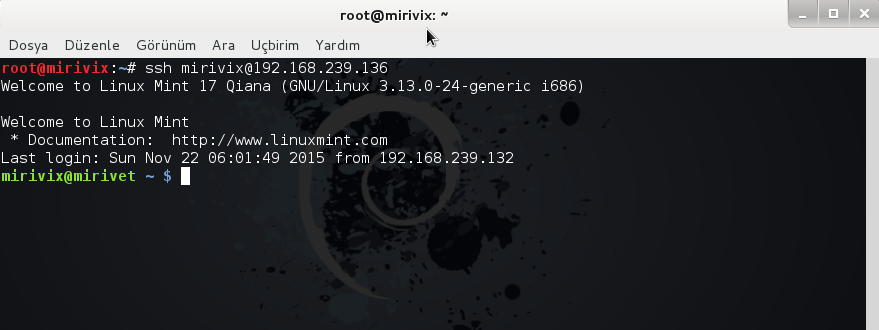 root@mirivix: ~
Dosya Düzenle Görünüm Ara Uçbirim Yardım
root@mirivix:~# ssh mirivix@192.168.239.136
Welcome to Linux Mint 17 Qiana (GNU/Linux 3.13.0-24-generic i686)
Welcome to Linux Mint
 * Documentation:  http://www.linuxmint.com
Last login: Sun Nov 22 06:01:49 2015 from 192.168.239.132
mirivix@mirivet ~ $